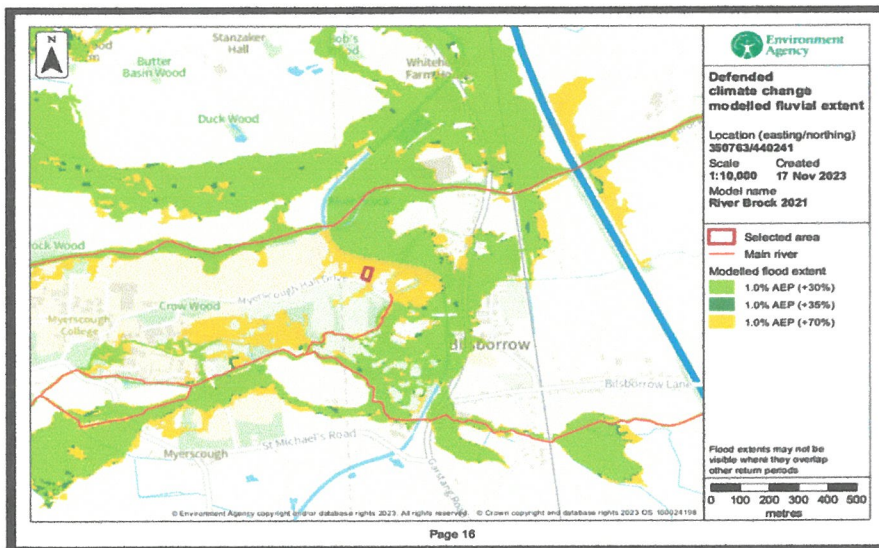 N
Stanzaker
Hall
Butter
Basin Wood
Duck Wood
Crow Wood
Myerscough
College
Bilsborrow
Bilsborrow Lane
St Michael's Road
Myerscough
Garstang Road
© Environment Agency copyright and/or database rights 2023. All rights reserved. © Crown copyright and database rights 2023 OS 100024198
Page 16
Environment
Agency
Defended
climate change
modelled fluvial extent
Location (easting/northing)
350763/440241
Scale Created
1:10,000 17 Nov 2023
Model name
River Brock 2021
Selected area
Main river
Modelled flood extent
1.0% AEP (+30%)
1.0% AEP (+35%)
1.0% AEP (+70%)
Flood extents may not be
visible where they overlap
other return periods
0 100 200 300 400 500
metres